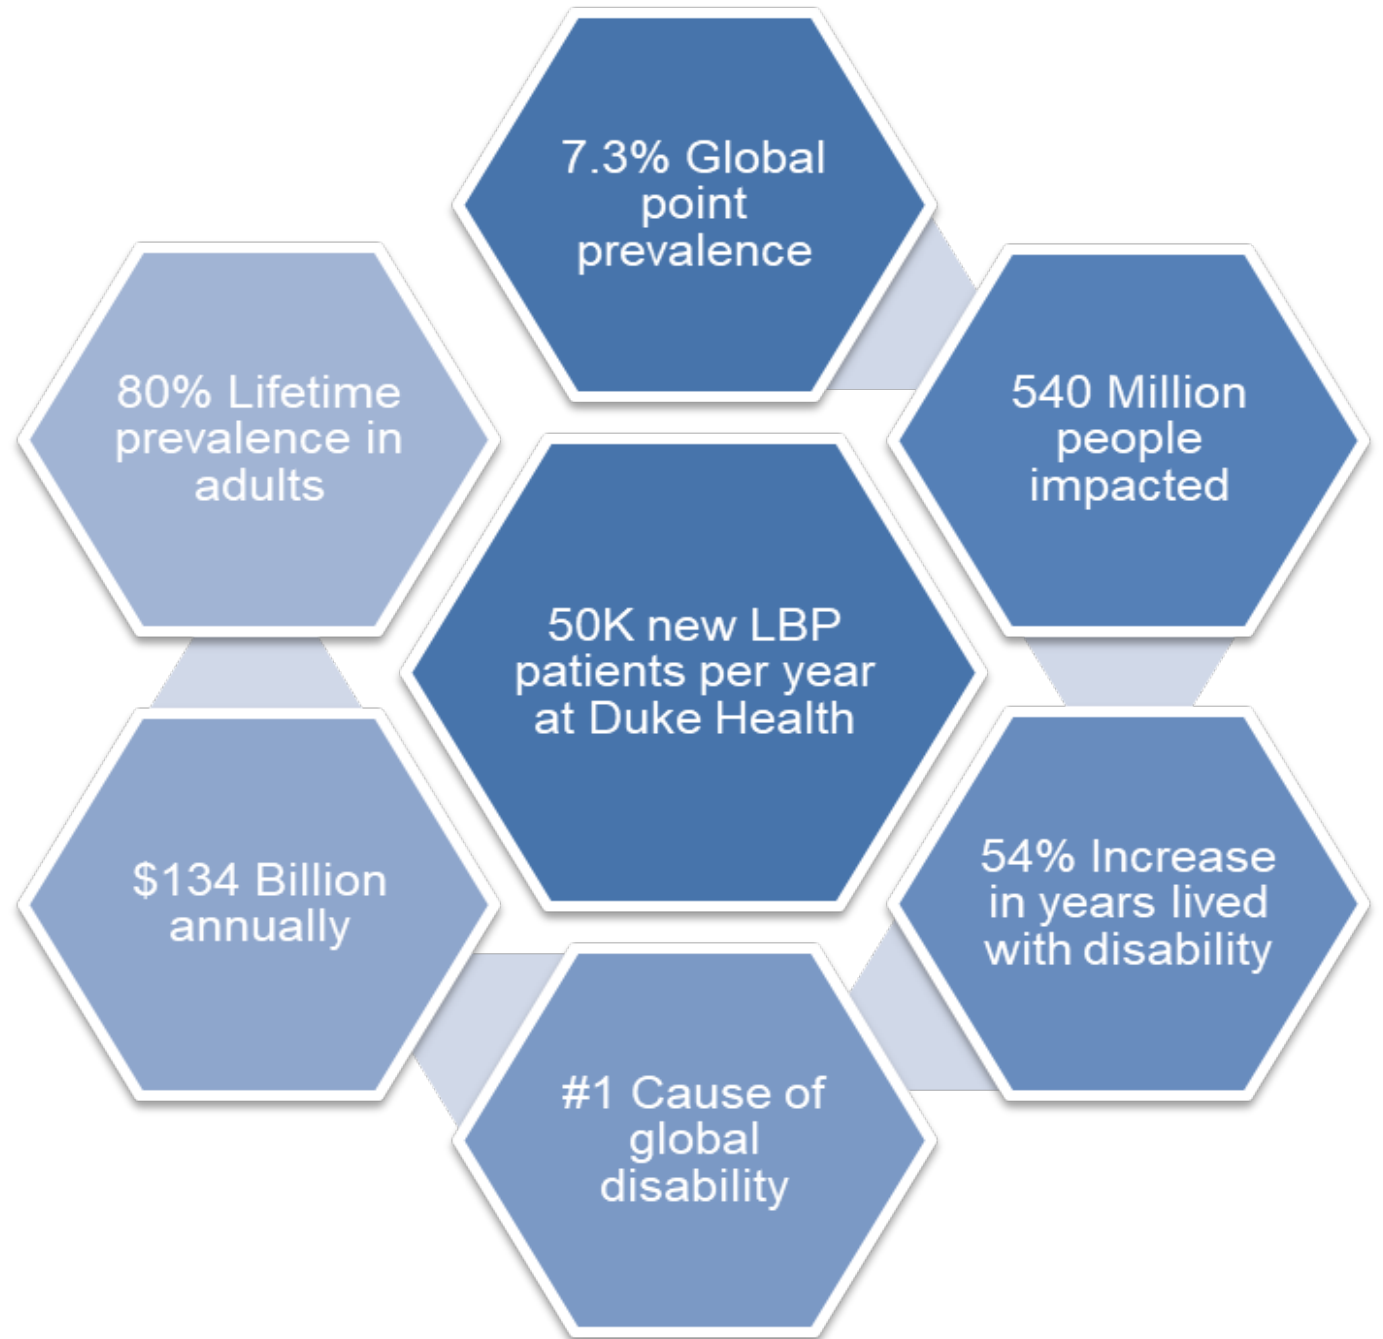 7.3% Global
point
prevalence
80% Lifetime
prevalence in
adults
540 Million
people
impacted
50K new LBP
patients per year
at Duke Health
$134 Billion
annually
54% Increase
in years lived
with disability
#1 Cause of
global
disability